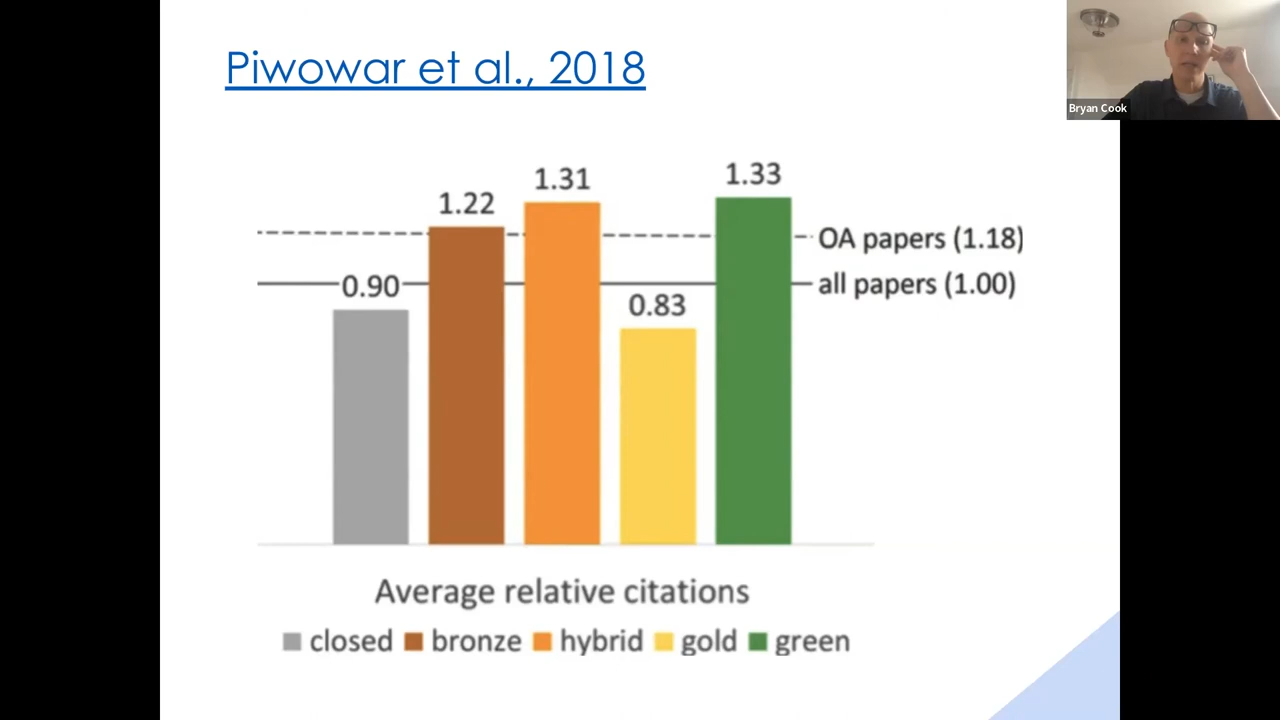 Piwowar et al., 2018
Bryan Cook
1.33
1.31
1.22
OA papers (1.18)
0.90
all papers (1.00)
0.83
Average relative citations
closed bronze hybrid gold green